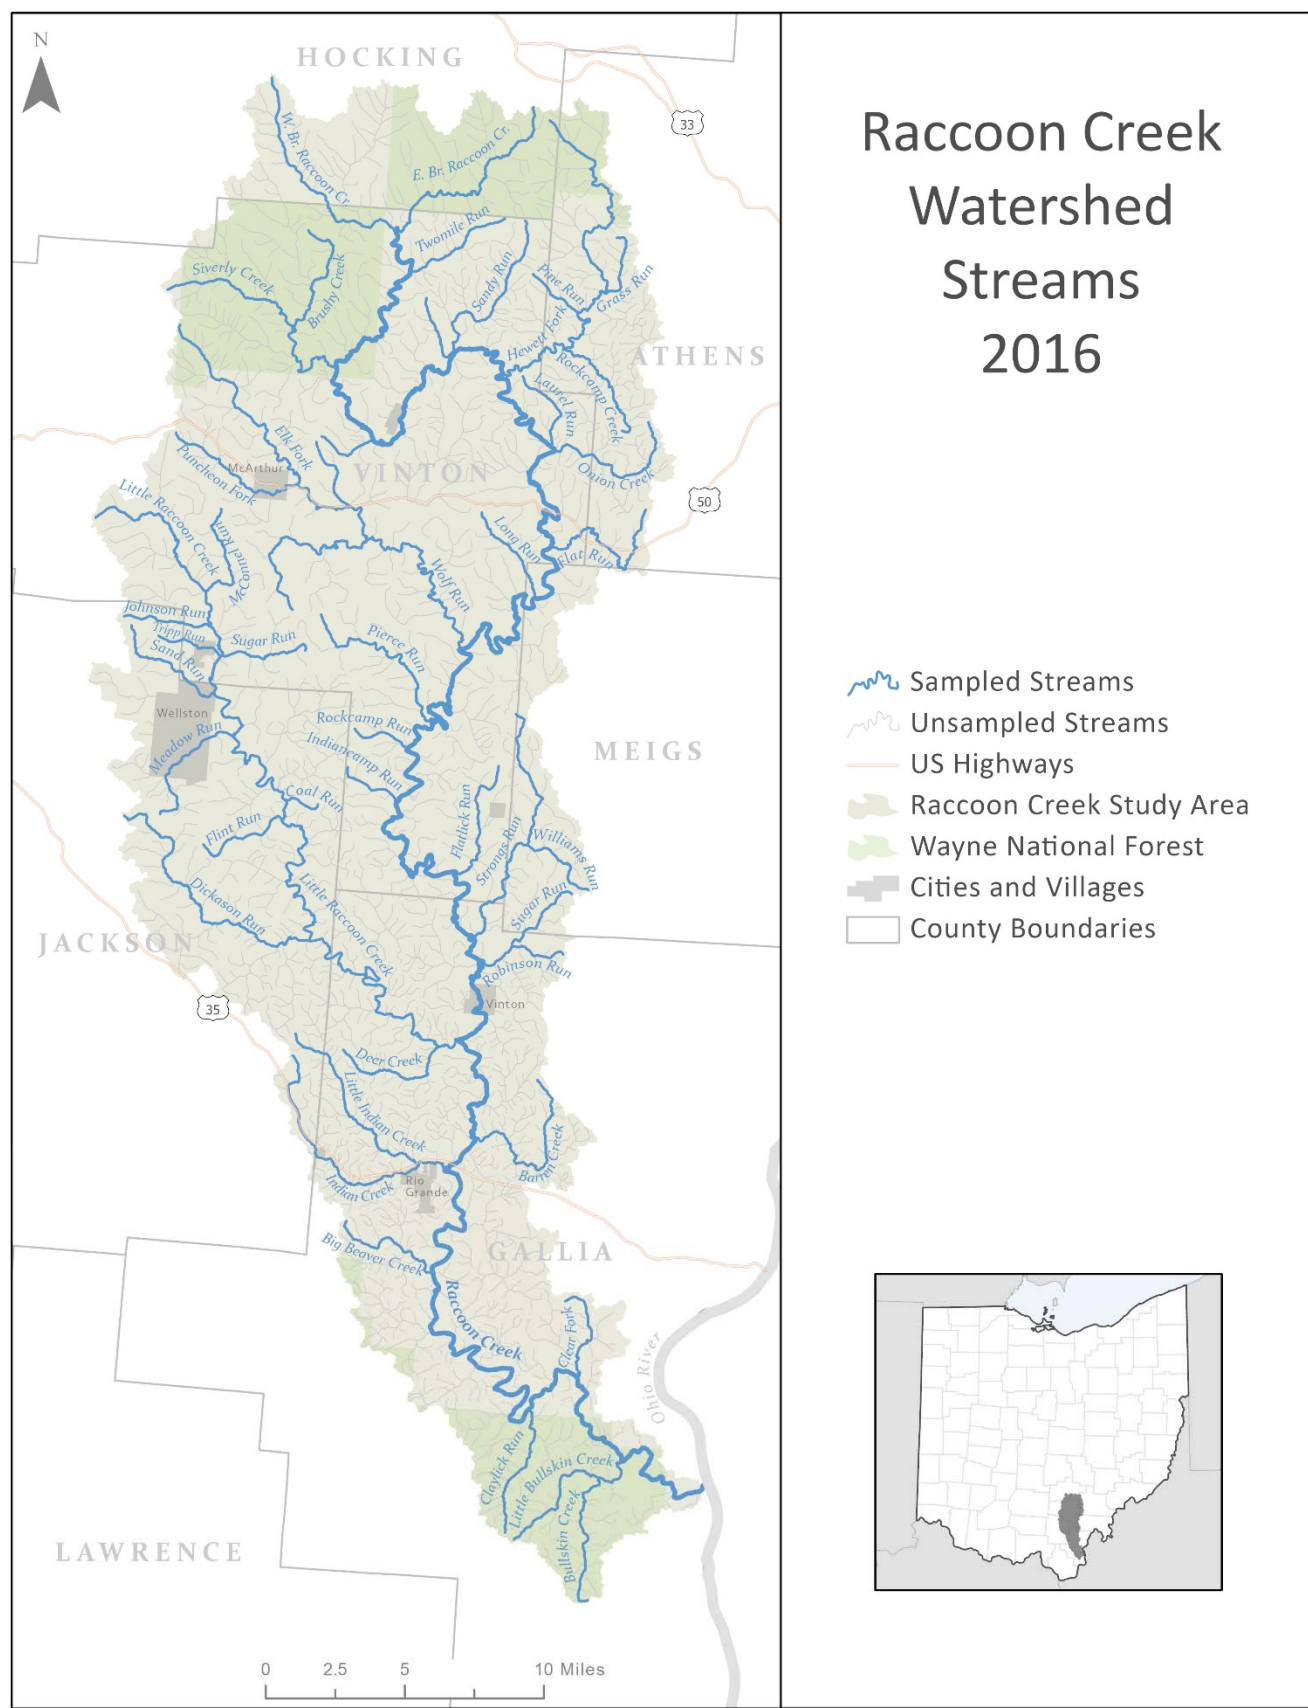 Raccoon Creek
Watershed
Streams
2016
N
HOCKING
33
W. Br. Raccoon Cr.
E. Br. Raccoon Cr.
Twomile Run
Siverly Creek
Brushy Creek
Sandy Run
Pine Run
Grass Run
Hewett Fork
ATHENS
Rockcamp Creek
Laurel Run
Elk Fork
McArthur
VINTON
Puncheon Fork
Onion Creek
50
Little Raccoon Creek
McConnel Run
Long Run
Flat Run
Wolf Run
Johnson Run
Tripp Run
Sugar Run
Sand Run
Pierce Run
Wellston
Rockcamp Run
Meadow Run
Indiancamp Run
MEIGS
Coal Run
Flint Run
Flatlick Run
Strongs Run
Williams Run
Dickason Run
Little Raccoon Creek
Sugar Run
JACKSON
Robinson Run
35
Vinton
Deer Creek
Little Indian Creek
Barren Creek
Indian Creek
Rio
Grande
Big Beaver Creek
GALLIA
Raccoon Creek
Clear Fork
Ohio River
Claylick Run
Little Bullskin Creek
Bullskin Creek
LAWRENCE
0 2.5 5 10 Miles
Sampled Streams
Unsampled Streams
US Highways
Raccoon Creek Study Area
Wayne National Forest
Cities and Villages
County Boundaries